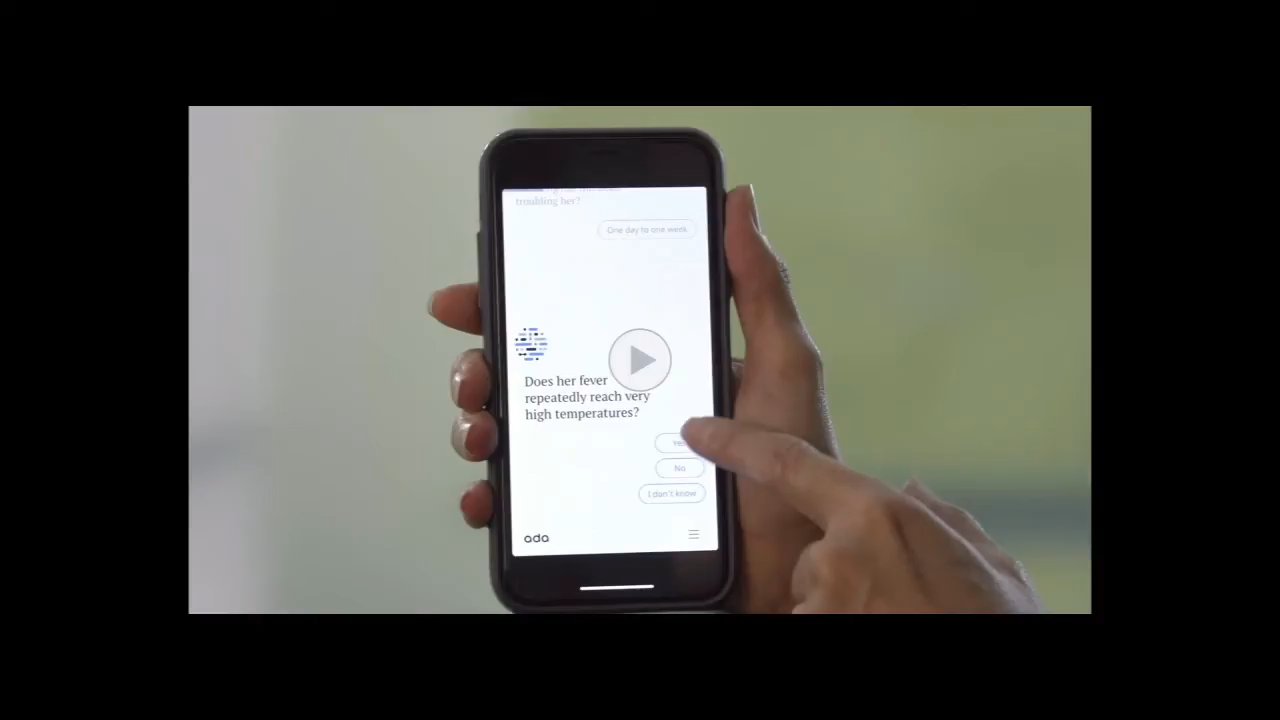 troubling her?
One day to one week
Does her fever
repeatedly reach very
high temperatures?
Yes
No
I don't know
ada